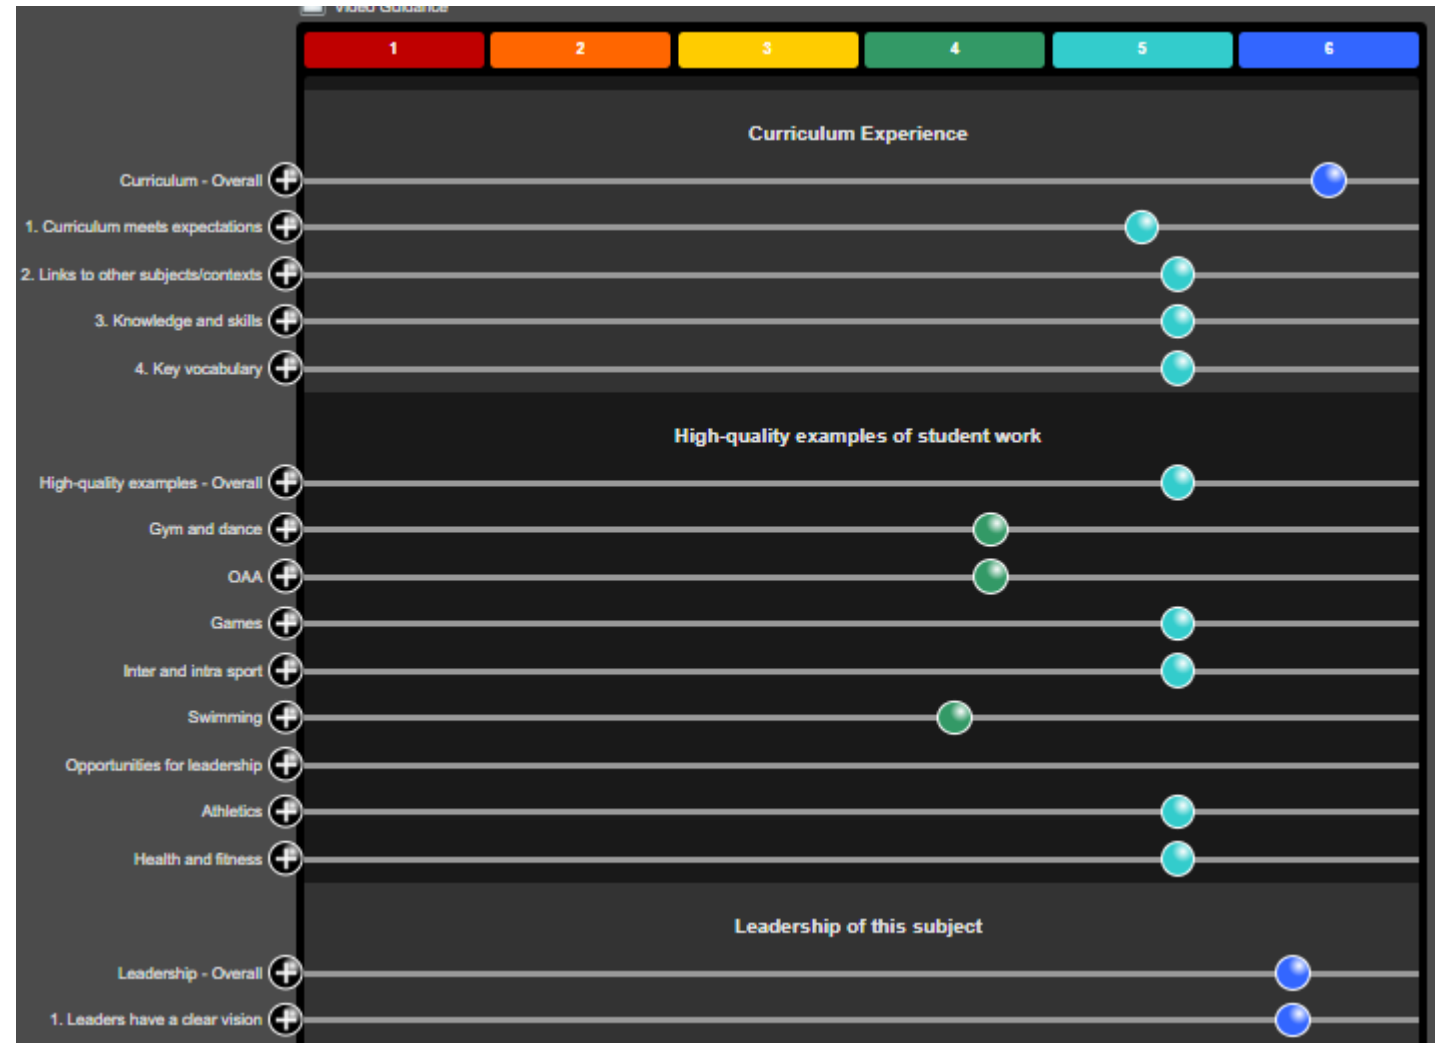 Video Guidance
1 2 3 4 5 6
Curriculum Experience
Curriculum - Overall
1. Curriculum meets expectations
2. Links to other subjects/contexts
3. Knowledge and skills
4. Key vocabulary
High-quality examples of student work
High-quality examples - Overall
Gym and dance
OAA
Games
Inter and intra sport
Swimming
Opportunities for leadership
Athletics
Health and fitness
Leadership of this subject
Leadership - Overall
1. Leaders have a clear vision